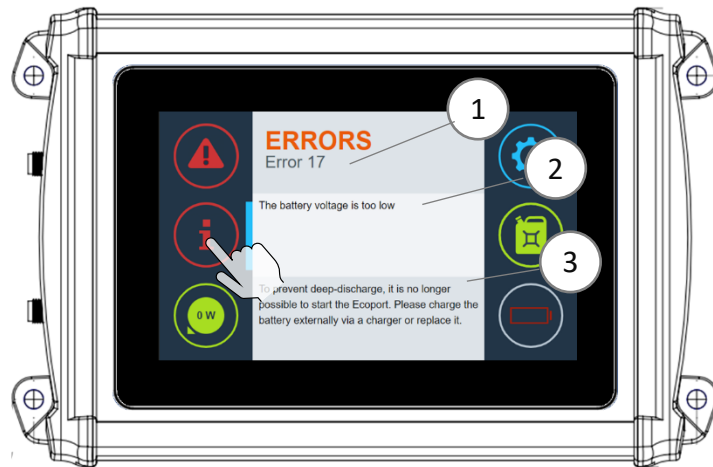 1
ERRORS
Error 17
2
The battery voltage is too low
3
To prevent deep-discharge, it is no longer
possible to start the Ecoport. Please charge the
battery externally via a charger or replace it.
0 W